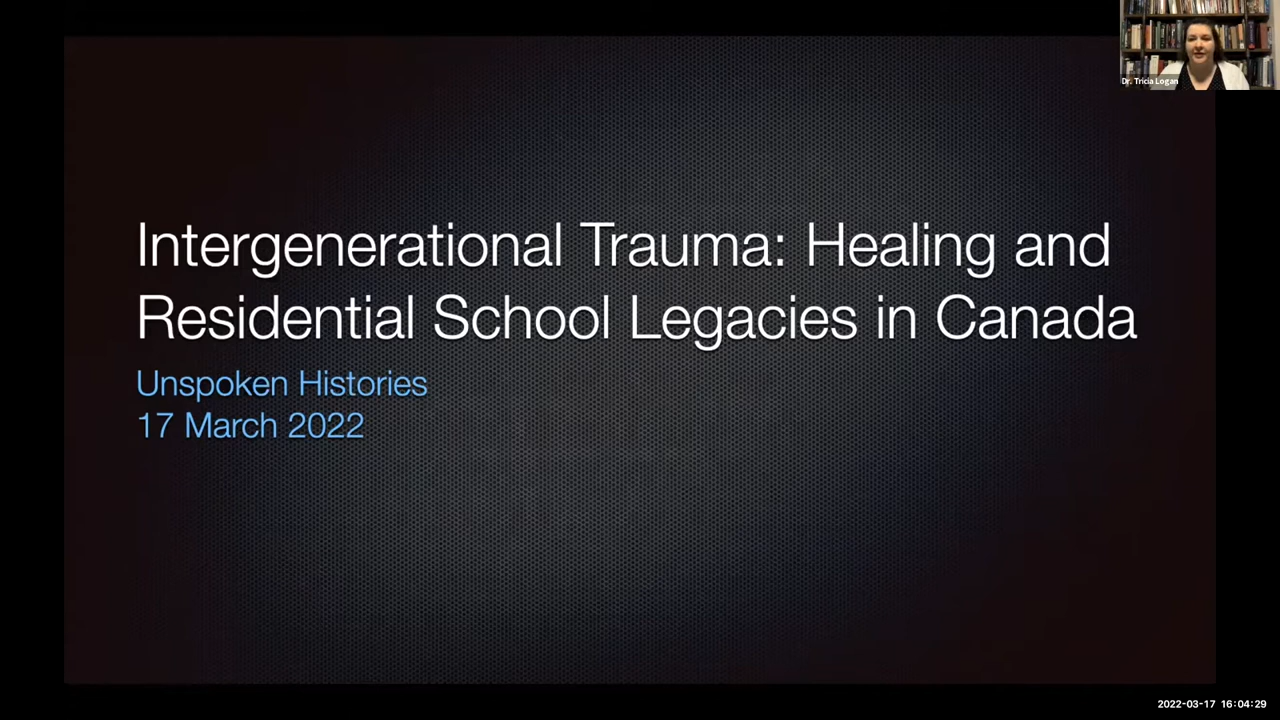 Dr. Tricia Logan
Intergenerational Trauma: Healing and
Residential School Legacies in Canada
Unspoken Histories
17 March 2022
2022-03-17 16:04:29